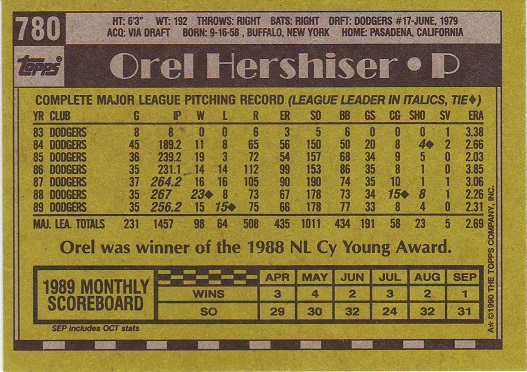 780
HT: 6'3" WT: 192 THROWS: RIGHT BATS: RIGHT DRFT: DODGERS #17-JUNE, 1979
ACQ: VIA DRAFT BORN: 9-16-58, BUFFALO, NEW YORK HOME: PASADENA, CALIFORNIA
TOPPS
Orel Hershiser • P
COMPLETE MAJOR LEAGUE PITCHING RECORD (LEAGUE LEADER IN ITALICS, TIE♦)
YR CLUB G IP W L R ER SO BB GS CG SHO SV ERA
83 DODGERS 8 8 0 0 6 3 5 6 0 0 0 1 3.38
84 DODGERS 45 189.2 11 8 65 56 150 50 20 8 4♦ 2 2.66
85 DODGERS 36 239.2 19 3 72 54 157 68 34 9 5 0 2.03
86 DODGERS 35 231.1 14 14 112 99 153 86 35 8 1 0 3.85
87 DODGERS 37 264.2 16 16 105 90 190 74 35 10 1 1 3.06
88 DODGERS 35 267 23♦ 8 73 67 178 73 34 15♦ 8 1 2.26
89 DODGERS 35 256.2 15 15♦ 75 66 178 77 33 8 4 0 2.31
MAJ. LEA. TOTALS 231 1457 98 64 508 435 1011 434 191 58 23 5 2.69
Orel was winner of the 1988 NL Cy Young Award.
1989 MONTHLY SCOREBOARD
APR MAY JUN JUL AUG SEP
WINS 3 4 2 3 2 1
SO 29 30 32 24 32 31
SEP includes OCT stats
A* ©1990 THE TOPPS COMPANY, INC.